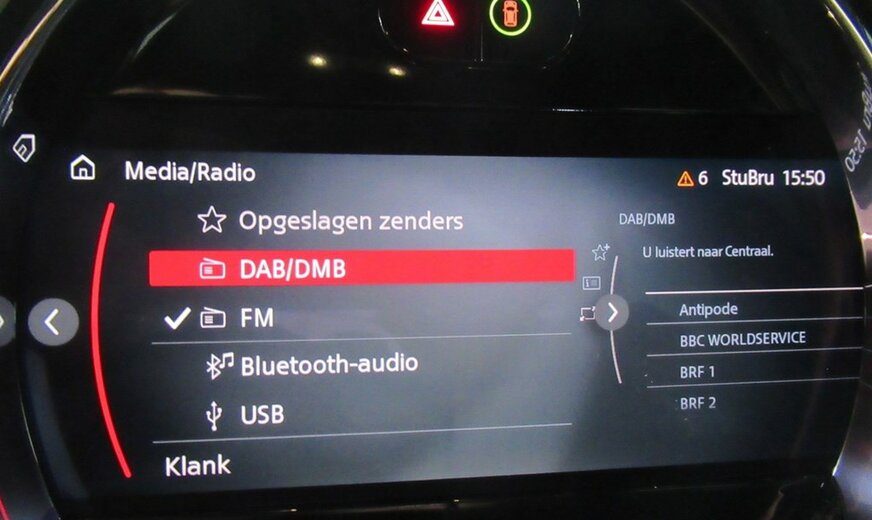 Media/Radio
6 StuBru 15:50
Opgeslagen zenders
DAB/DMB
FM
Bluetooth-audio
USB
Klank
DAB/DMB
U luistert naar Centraal.
Antipode
BBC WORLDSERVICE
BRF 1
BRF 2